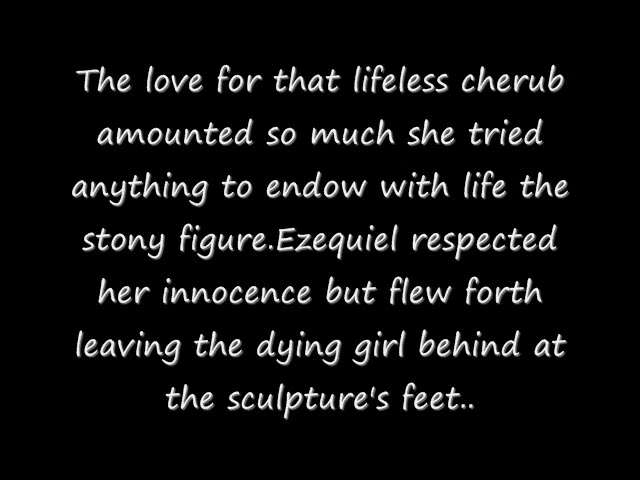 The love for that lifeless cherub
amounted so much she tried
anything to endow with life the
stony figure.Ezequiel respected
her innocence but flew forth
leaving the dying girl behind at
the sculpture's feet..